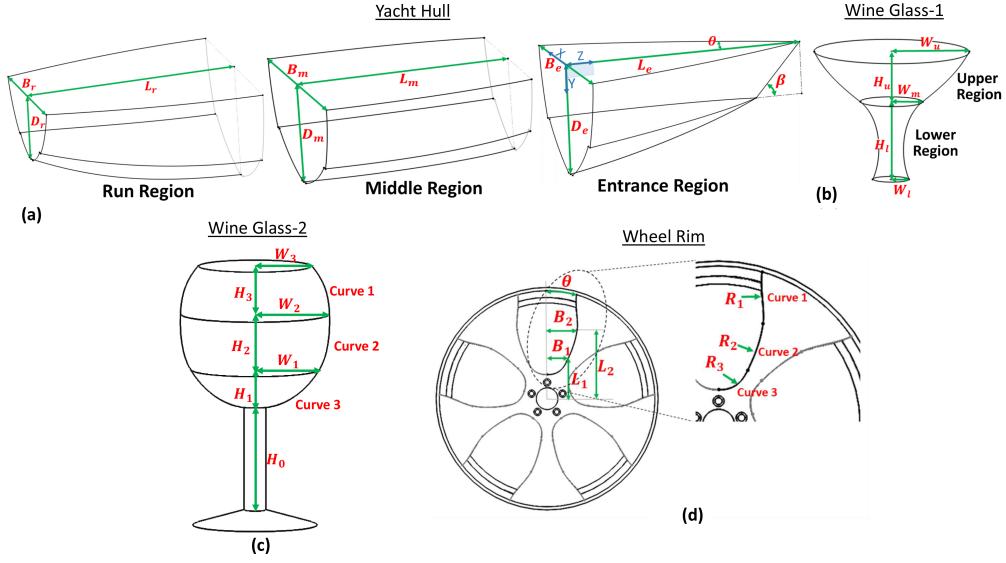 Yacht Hull
B_r
L_r
D_r
Run Region
B_m
L_m
D_m
Middle Region
X
Z
Y
B_e
L_e
θ
β
D_e
Entrance Region
(a)
Wine Glass-1
W_u
H_u
W_m
Upper
Region
H_l
Lower
Region
W_l
(b)
Wine Glass-2
W_3
H_3
Curve 1
W_2
H_2
Curve 2
W_1
H_1
Curve 3
H_0
(c)
Wheel Rim
θ
B_2
B_1
L_1
L_2
R_1
Curve 1
R_2
Curve 2
R_3
Curve 3
(d)